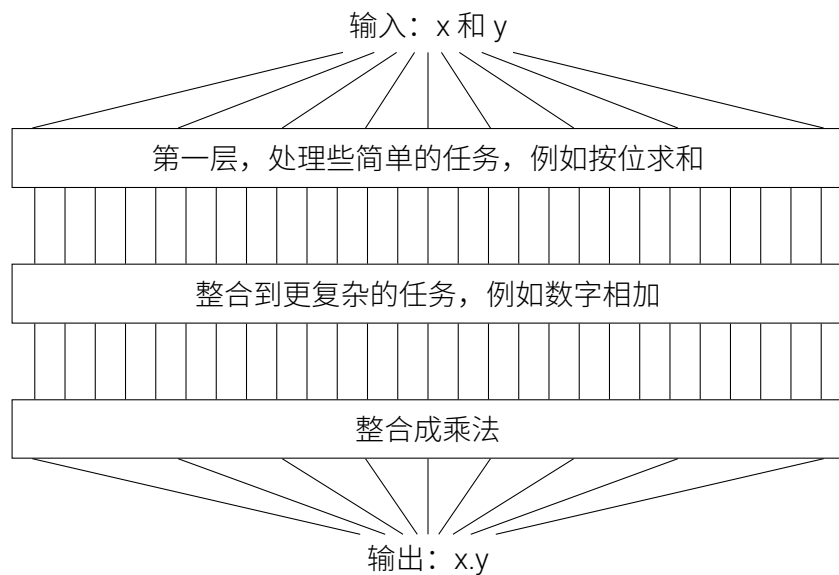 输入：x 和 y
第一层，处理些简单的任务，例如按位求和
整合到更复杂的任务，例如数字相加
整合成乘法
输出：x.y